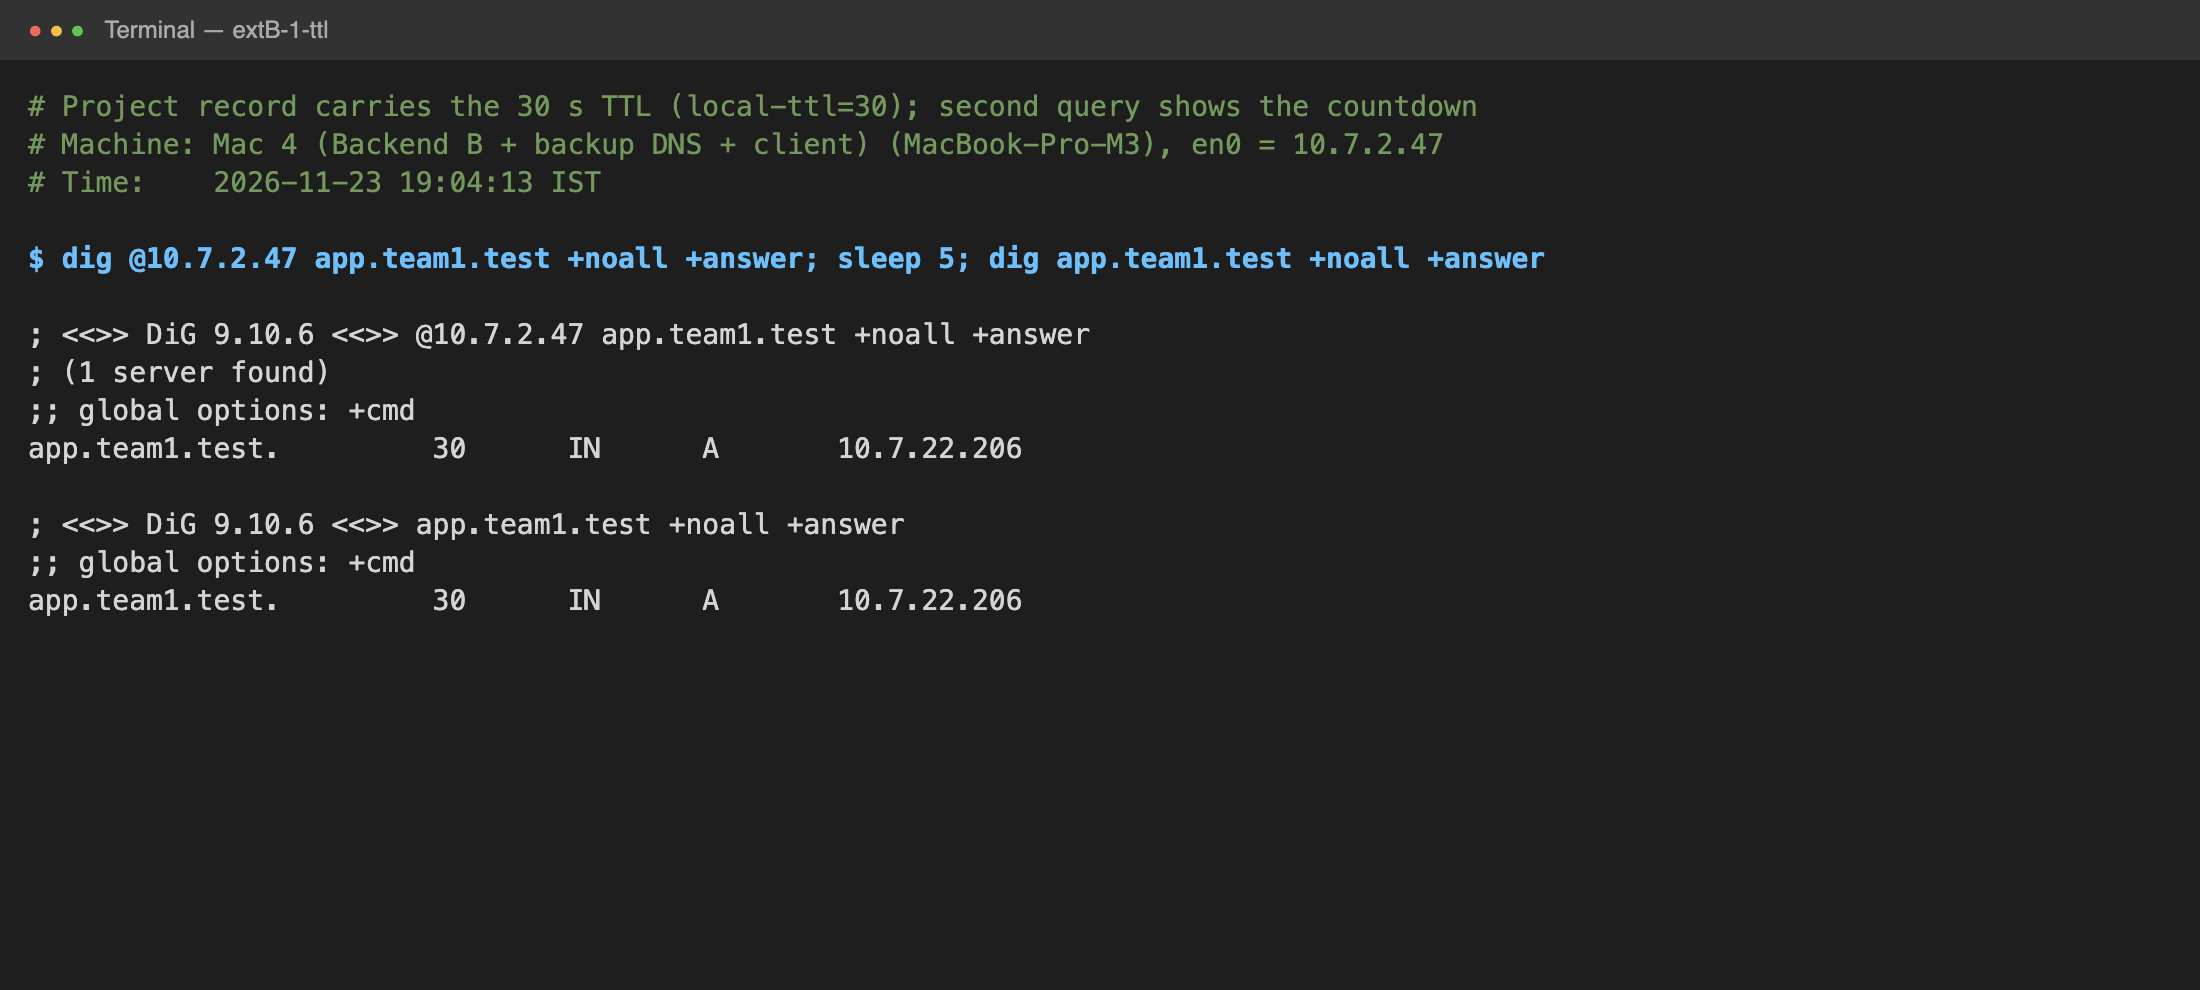 Terminal — extB-1-ttl
# Project record carries the 30 s TTL (local-ttl=30); second query shows the countdown
# Machine: Mac 4 (Backend B + backup DNS + client) (MacBook-Pro-M3), en0 = 10.7.2.47
# Time:    2026-11-23 19:04:13 IST
$ dig @10.7.2.47 app.team1.test +noall +answer; sleep 5; dig app.team1.test +noall +answer
; <<>> DiG 9.10.6 <<>> @10.7.2.47 app.team1.test +noall +answer
; (1 server found)
;; global options: +cmd
app.team1.test.         30      IN      A       10.7.22.206
; <<>> DiG 9.10.6 <<>> app.team1.test +noall +answer
;; global options: +cmd
app.team1.test.         30      IN      A       10.7.22.206